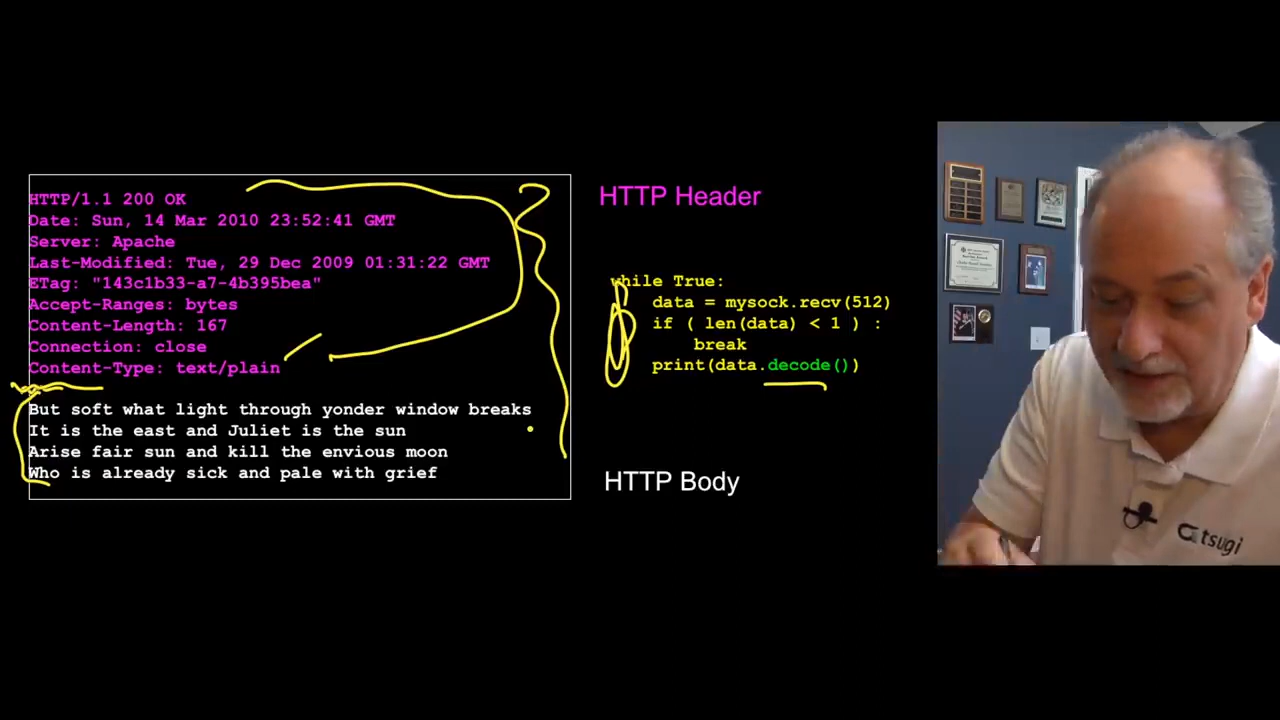 HTTP/1.1 200 OK
Date: Sun, 14 Mar 2010 23:52:41 GMT
Server: Apache
Last-Modified: Tue, 29 Dec 2009 01:31:22 GMT
ETag: "143c1b33-a7-4b395bea"
Accept-Ranges: bytes
Content-Length: 167
Connection: close
Content-Type: text/plain
But soft what light through yonder window breaks
It is the east and Juliet is the sun
Arise fair sun and kill the envious moon
Who is already sick and pale with grief
HTTP Header
while True:
data = mysock.recv(512)
if ( len(data) < 1 ) :
break
print(data.decode())
HTTP Body
tsugi